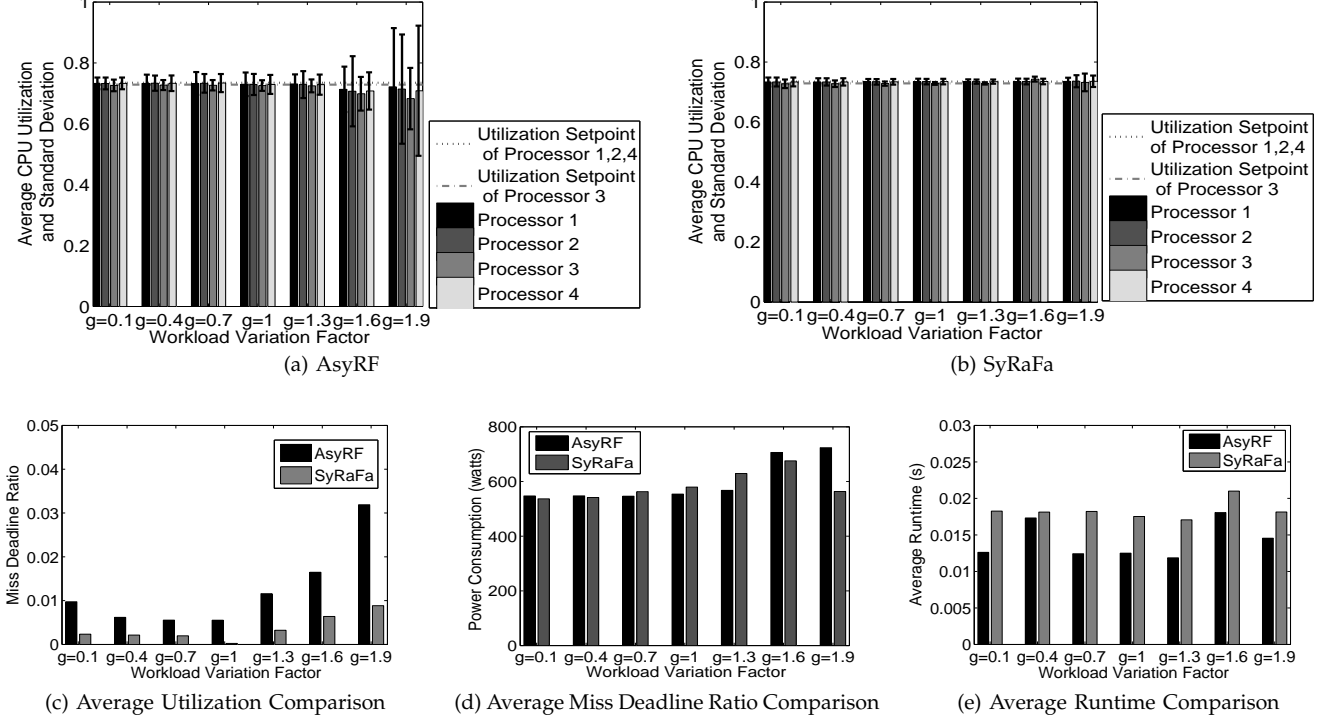 1
0.8
0.6
0.4
0.2
0
Average CPU Utilization
and Standard Deviation
g=0.1 g=0.4 g=0.7 g=1 g=1.3 g=1.6 g=1.9
Workload Variation Factor
Utilization Setpoint
of Processor 1,2,4
Utilization Setpoint
of Processor 3
Processor 1
Processor 2
Processor 3
Processor 4
(a) AsyRF
1
0.8
0.6
0.4
0.2
0
Average CPU Utilization
and Standard Deviation
g=0.1 g=0.4 g=0.7 g=1 g=1.3 g=1.6 g=1.9
Workload Variation Factor
Utilization Setpoint
of Processor 1,2,4
Utilization Setpoint
of Processor 3
Processor 1
Processor 2
Processor 3
Processor 4
(b) SyRaFa
0.05
0.04
0.03
0.02
0.01
0
Miss Deadline Ratio
AsyRF
SyRaFa
g=0.1 g=0.4 g=0.7 g=1 g=1.3 g=1.6 g=1.9
Workload Variation Factor
(c) Average Utilization Comparison
800
600
400
200
0
Power Consumption (watts)
AsyRF
SyRaFa
g=0.1 g=0.4 g=0.7 g=1 g=1.3 g=1.6 g=1.9
Workload Variation Factor
(d) Average Miss Deadline Ratio Comparison
0.03
0.025
0.02
0.015
0.01
0.005
0
Average Runtime (s)
AsyRF
SyRaFa
g=0.1 g=0.4 g=0.7 g=1 g=1.3 g=1.6 g=1.9
Workload Variation Factor
(e) Average Runtime Comparison